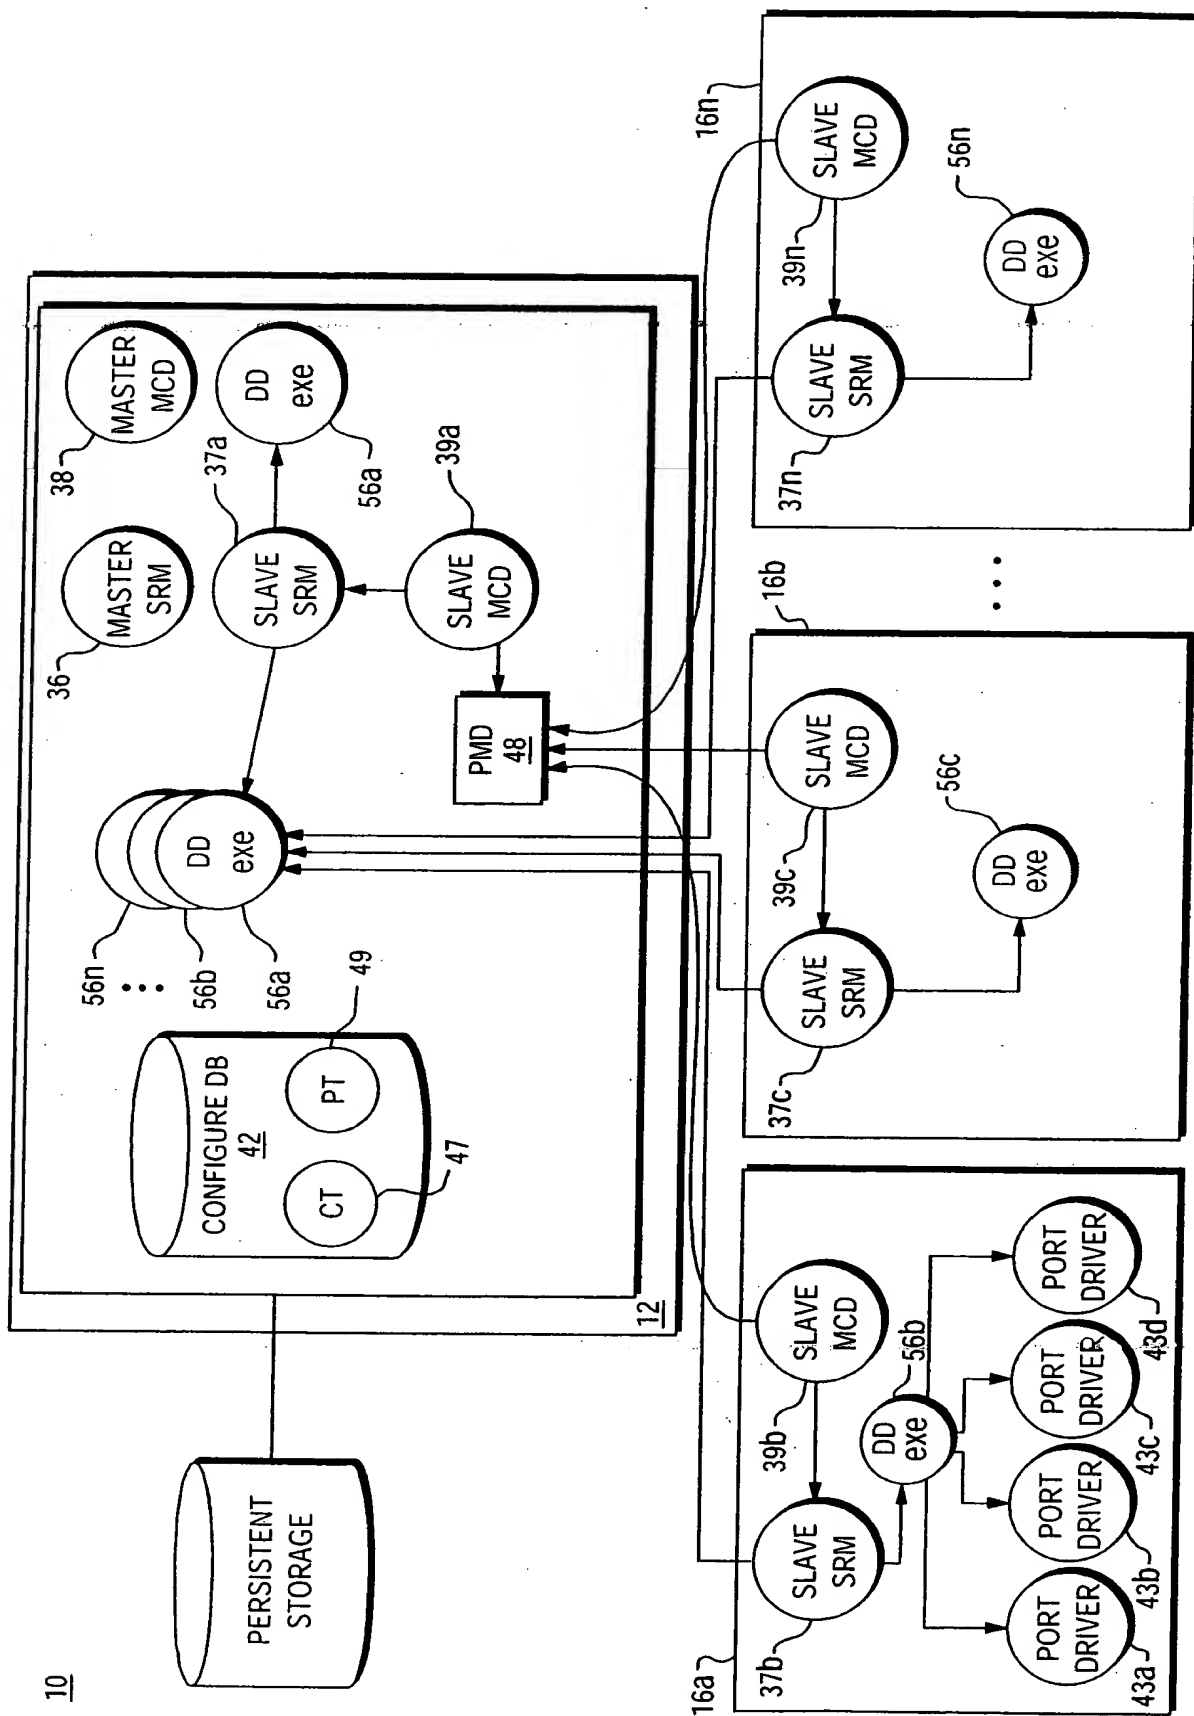 10
PERSISTENT
STORAGE
12
CONFIGURE DB
42
CT
PT
47
49
56n
56b
56a
DD
exe
36
MASTER
SRM
38
MASTER
MCD
37a
SLAVE
SRM
DD
exe
56a
39a
SLAVE
MCD
PMD
48
16a
37b
SLAVE
SRM
39b
SLAVE
MCD
DD
exe
56b
PORT
DRIVER
43a
PORT
DRIVER
43b
PORT
DRIVER
43c
PORT
DRIVER
43d
16b
37c
SLAVE
SRM
39c
SLAVE
MCD
DD
exe
56c
16n
37n
SLAVE
SRM
39n
SLAVE
MCD
DD
exe
56n